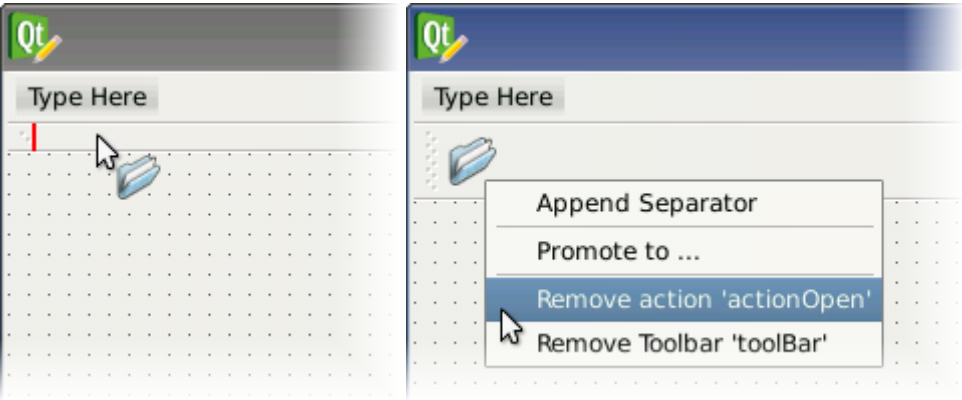 Qt
Type Here
Qt
Type Here
Append Separator
Promote to ...
Remove action 'actionOpen'
Remove Toolbar 'toolBar'